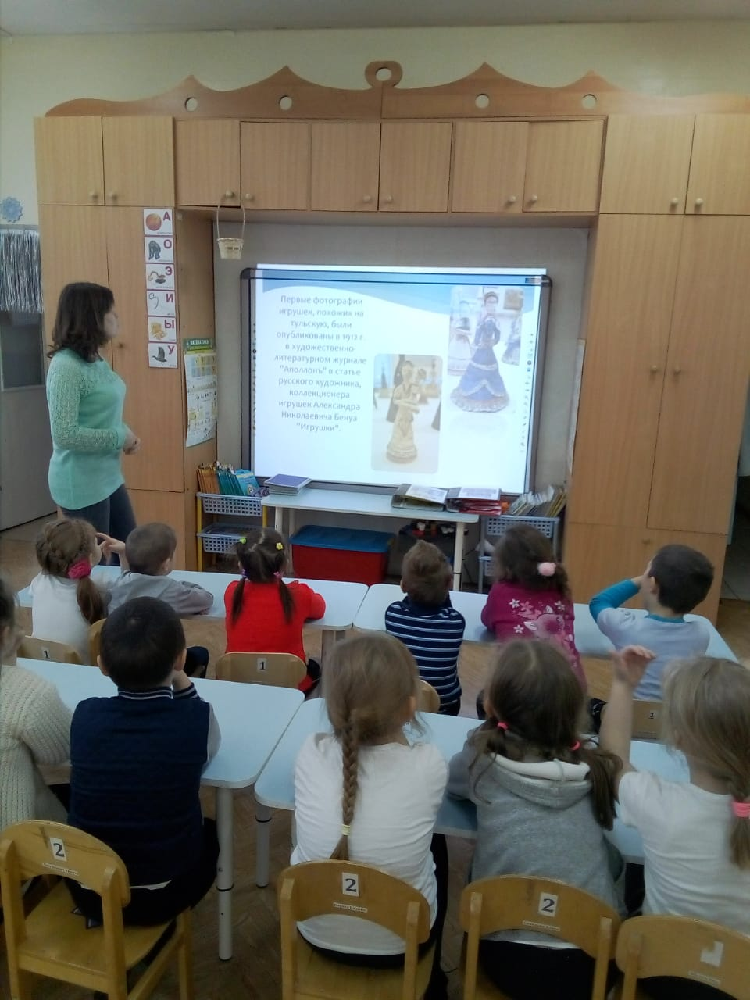 Первые фотографии
игрушек, похожих на
тульскую, были
опубликованы в 1912 г.
в художественно-
литературном журнале
"Аполлонъ" в статье
русского художника,
коллекционера
игрушек Александра
Николаевича Бенуа
"Игрушки".
А
О
Э
И
Ы
У
МАТЕМАТИКА
1
1
1
2
2
2